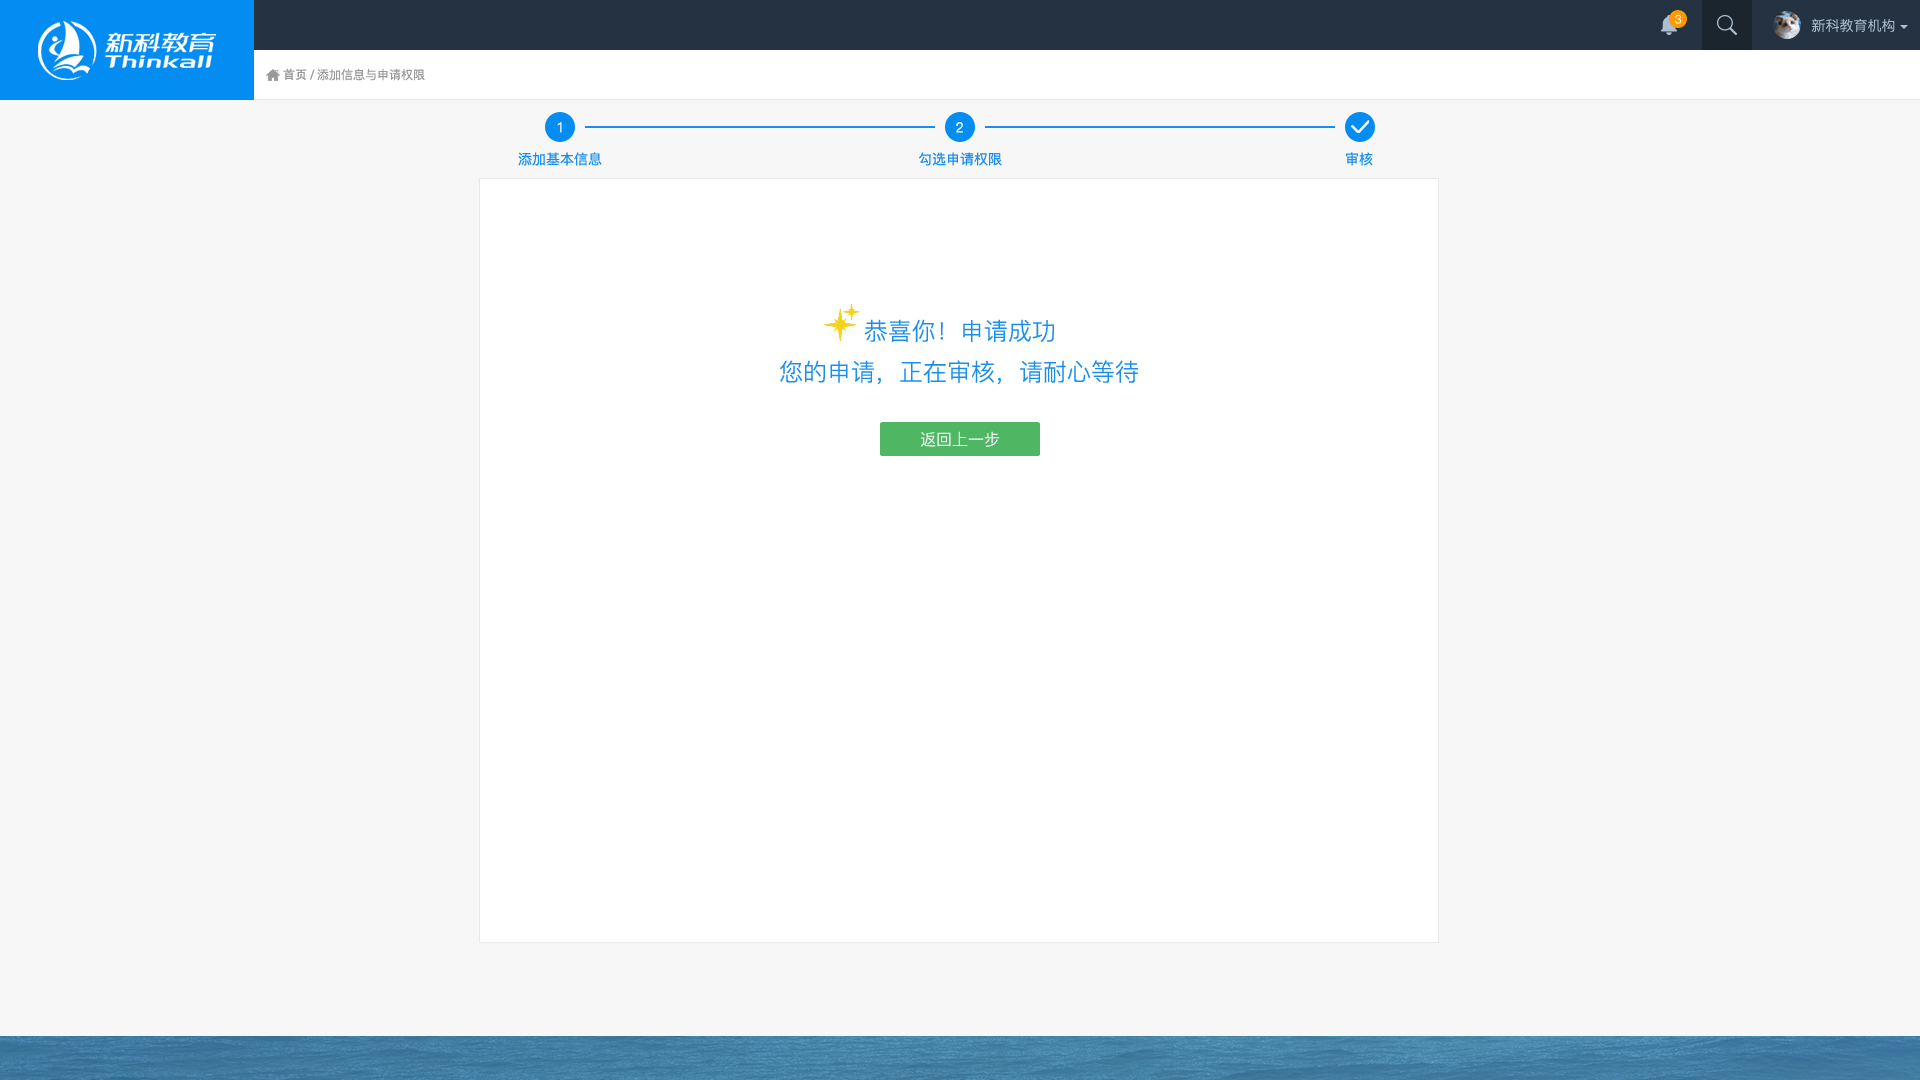 新科教育
Thinkall
3
新科教育机构
首页 / 添加信息与申请权限
1
2
添加基本信息
勾选申请权限
审核
恭喜你！申请成功
您的申请，正在审核，请耐心等待
返回上一步